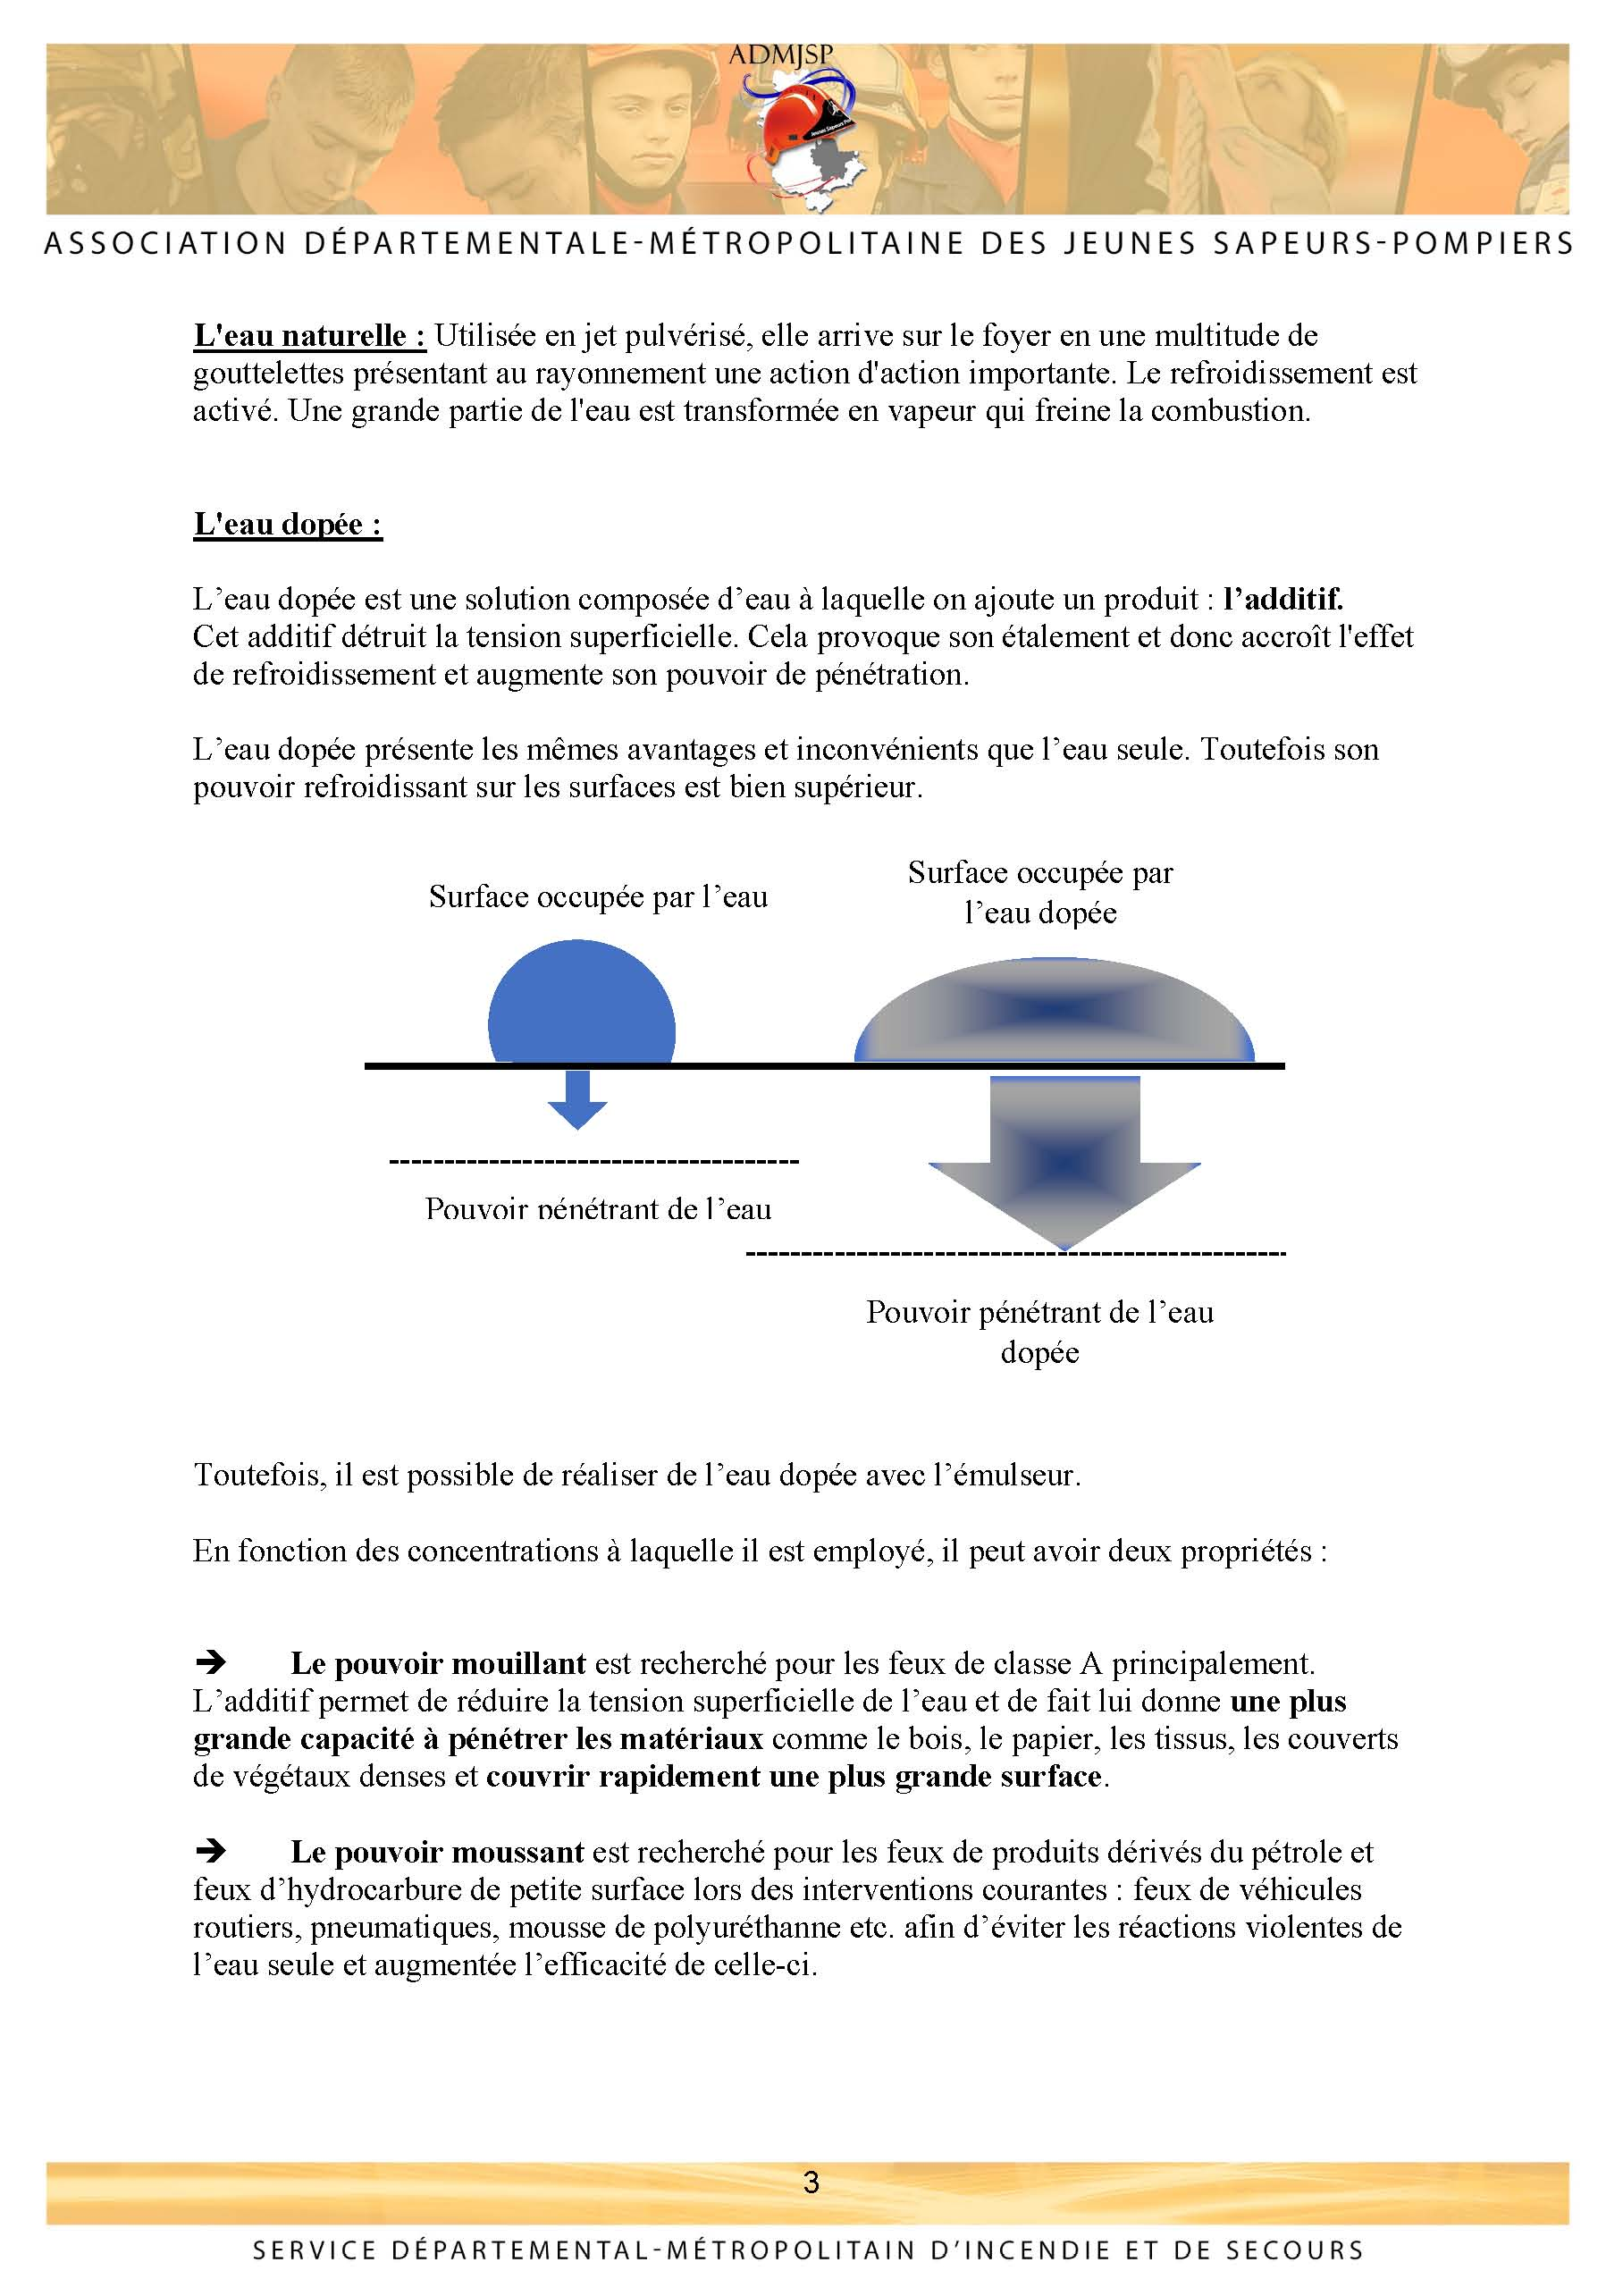 ADMJSP
Jeunes Sapeurs
ASSOCIATION DÉPARTEMENTALE-MÉTROPOLITAINE DES JEUNES SAPEURS-POMPIERS
L'eau naturelle : Utilisée en jet pulvérisé, elle arrive sur le foyer en une multitude de
gouttelettes présentant au rayonnement une action d'action importante. Le refroidissement est
activé. Une grande partie de l'eau est transformée en vapeur qui freine la combustion.
L'eau dopée :
L’eau dopée est une solution composée d’eau à laquelle on ajoute un produit : l’additif.
Cet additif détruit la tension superficielle. Cela provoque son étalement et donc accroît l'effet
de refroidissement et augmente son pouvoir de pénétration.
L’eau dopée présente les mêmes avantages et inconvénients que l’eau seule. Toutefois son
pouvoir refroidissant sur les surfaces est bien supérieur.
Surface occupée par l’eau
Surface occupée par
l’eau dopée
Pouvoir pénétrant de l’eau
Pouvoir pénétrant de l’eau
dopée
Toutefois, il est possible de réaliser de l’eau dopée avec l’émulseur.
En fonction des concentrations à laquelle il est employé, il peut avoir deux propriétés :
➔ Le pouvoir mouillant est recherché pour les feux de classe A principalement.
L’additif permet de réduire la tension superficielle de l’eau et de fait lui donne une plus
grande capacité à pénétrer les matériaux comme le bois, le papier, les tissus, les couverts
de végétaux denses et couvrir rapidement une plus grande surface.
➔ Le pouvoir moussant est recherché pour les feux de produits dérivés du pétrole et
feux d’hydrocarbure de petite surface lors des interventions courantes : feux de véhicules
routiers, pneumatiques, mousse de polyuréthanne etc. afin d’éviter les réactions violentes de
l’eau seule et augmentée l’efficacité de celle-ci.
3
SERVICE DÉPARTEMENTAL-MÉTROPOLITAIN D’INCENDIE ET DE SECOURS